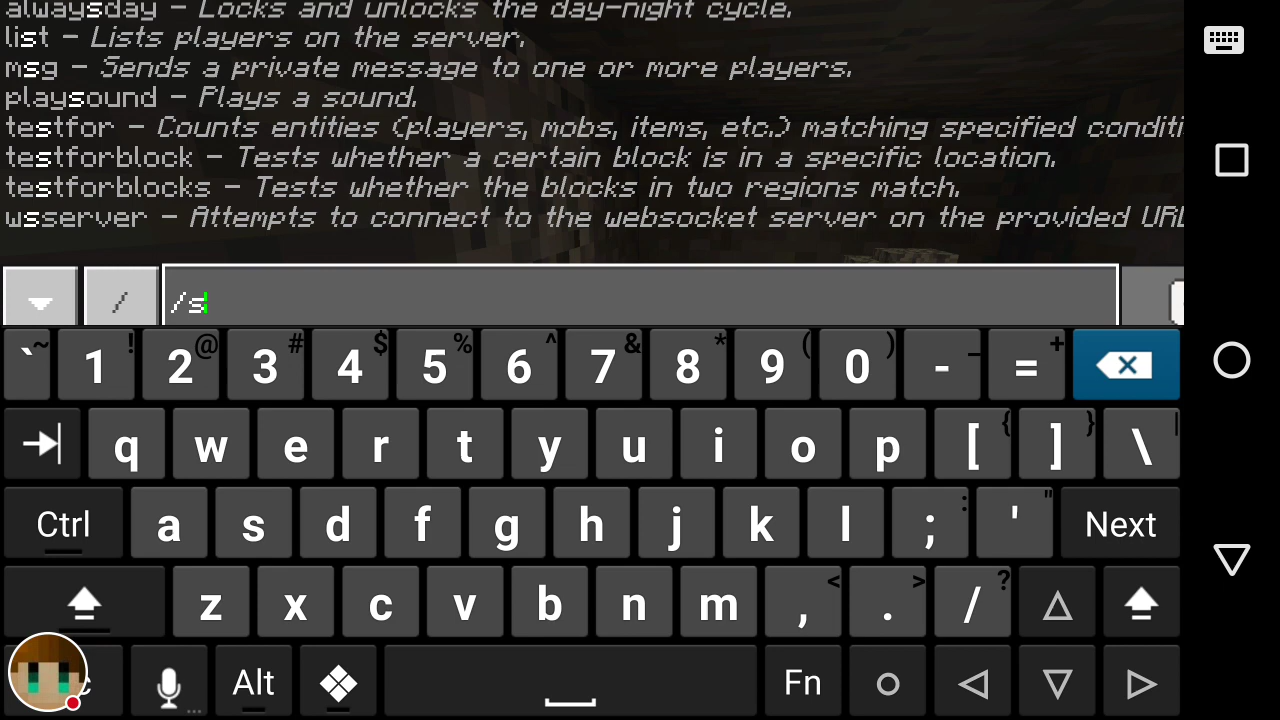 alwaysday – Locks and unlocks the day-night cycle.
list – Lists players on the server.
msg – Sends a private message to one or more players.
playsound – Plays a sound.
testfor – Counts entities (players, mobs, items, etc.) matching specified conditi
testforblock – Tests whether a certain block is in a specific location.
testforblocks – Tests whether the blocks in two regions match.
wsserver – Attempts to connect to the websocket server on the provided URL
/ /s
` ~ 1 ! 2 @ 3 # 4 $ 5 % 6 ^ 7 & 8 * 9 ( 0 ) - _ = +
q w e r t y u i o p [ { ] } \ |
Ctrl a s d f g h j k l ; : ' " Next
z x c v b n m , < . > / ?
Alt Fn